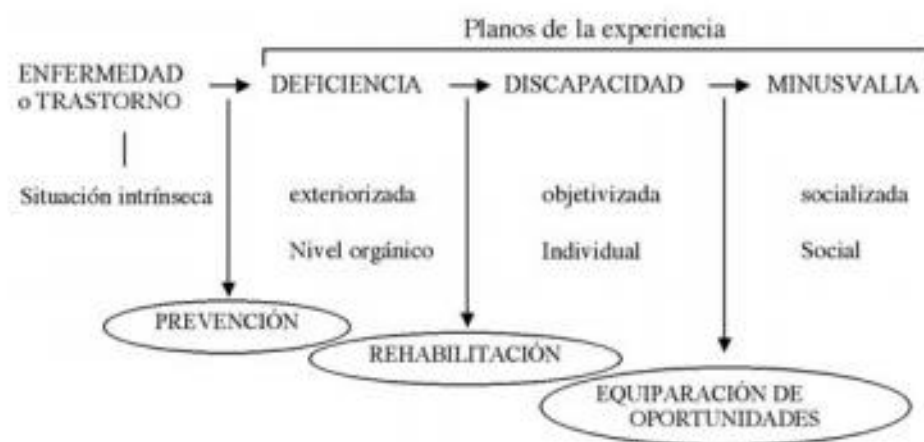 Planos de la experiencia
ENFERMEDAD
o TRASTORNO
DEFICIENCIA
DISCAPACIDAD
MINUSVALIA
Situación intrínseca
exteriorizada
objetivizada
socializada
Nivel orgánico
Individual
Social
PREVENCIÓN
REHABILITACIÓN
EQUIPARACIÓN DE
OPORTUNIDADES